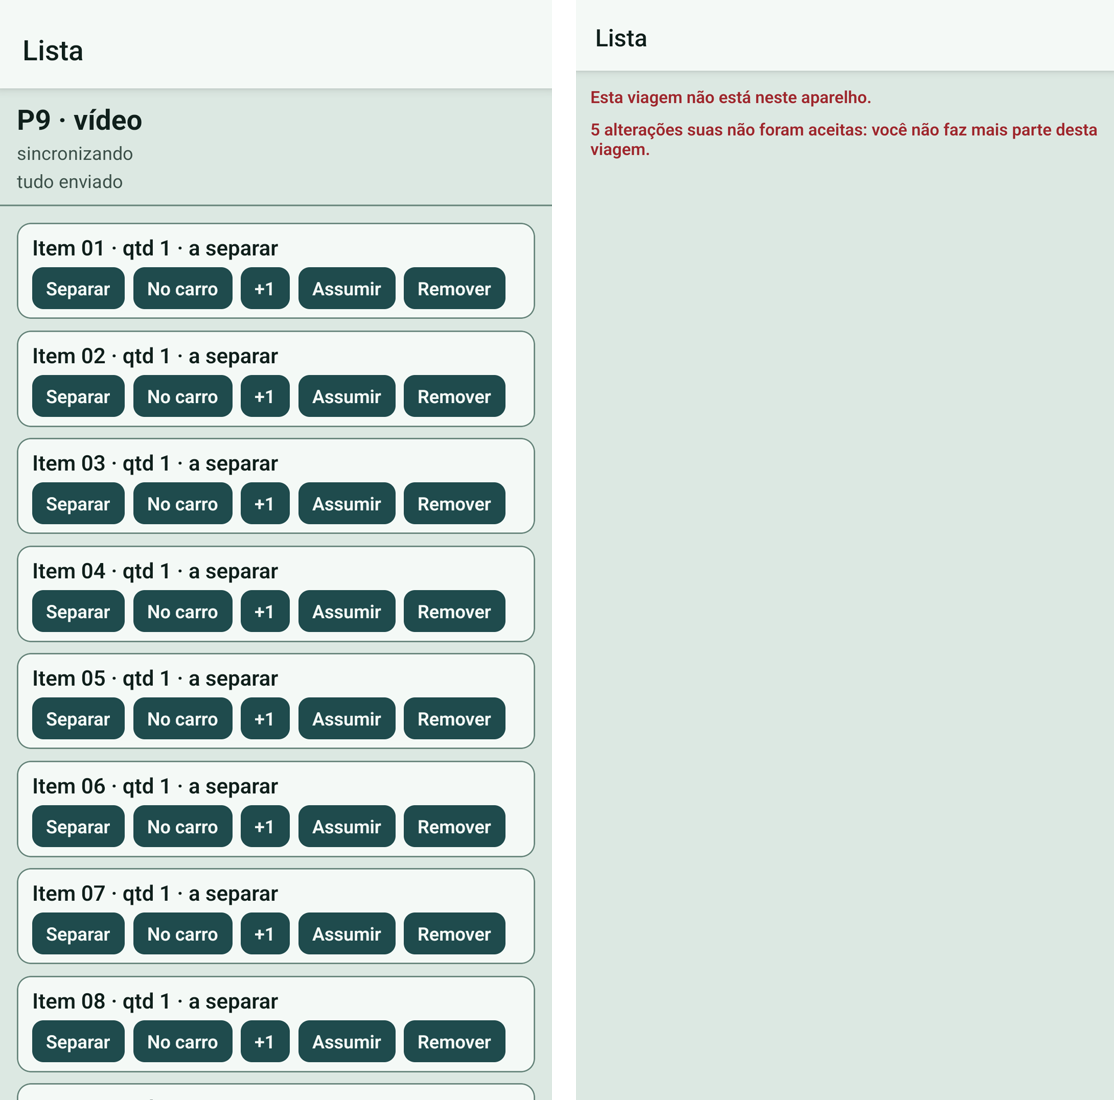 Lista
P9 · vídeo
sincronizando
tudo enviado
Item 01 · qtd 1 · a separar
Separar No carro +1 Assumir Remover
Item 02 · qtd 1 · a separar
Separar No carro +1 Assumir Remover
Item 03 · qtd 1 · a separar
Separar No carro +1 Assumir Remover
Item 04 · qtd 1 · a separar
Separar No carro +1 Assumir Remover
Item 05 · qtd 1 · a separar
Separar No carro +1 Assumir Remover
Item 06 · qtd 1 · a separar
Separar No carro +1 Assumir Remover
Item 07 · qtd 1 · a separar
Separar No carro +1 Assumir Remover
Item 08 · qtd 1 · a separar
Separar No carro +1 Assumir Remover
Lista
Esta viagem não está neste aparelho.
5 alterações suas não foram aceitas: você não faz mais parte desta
viagem.